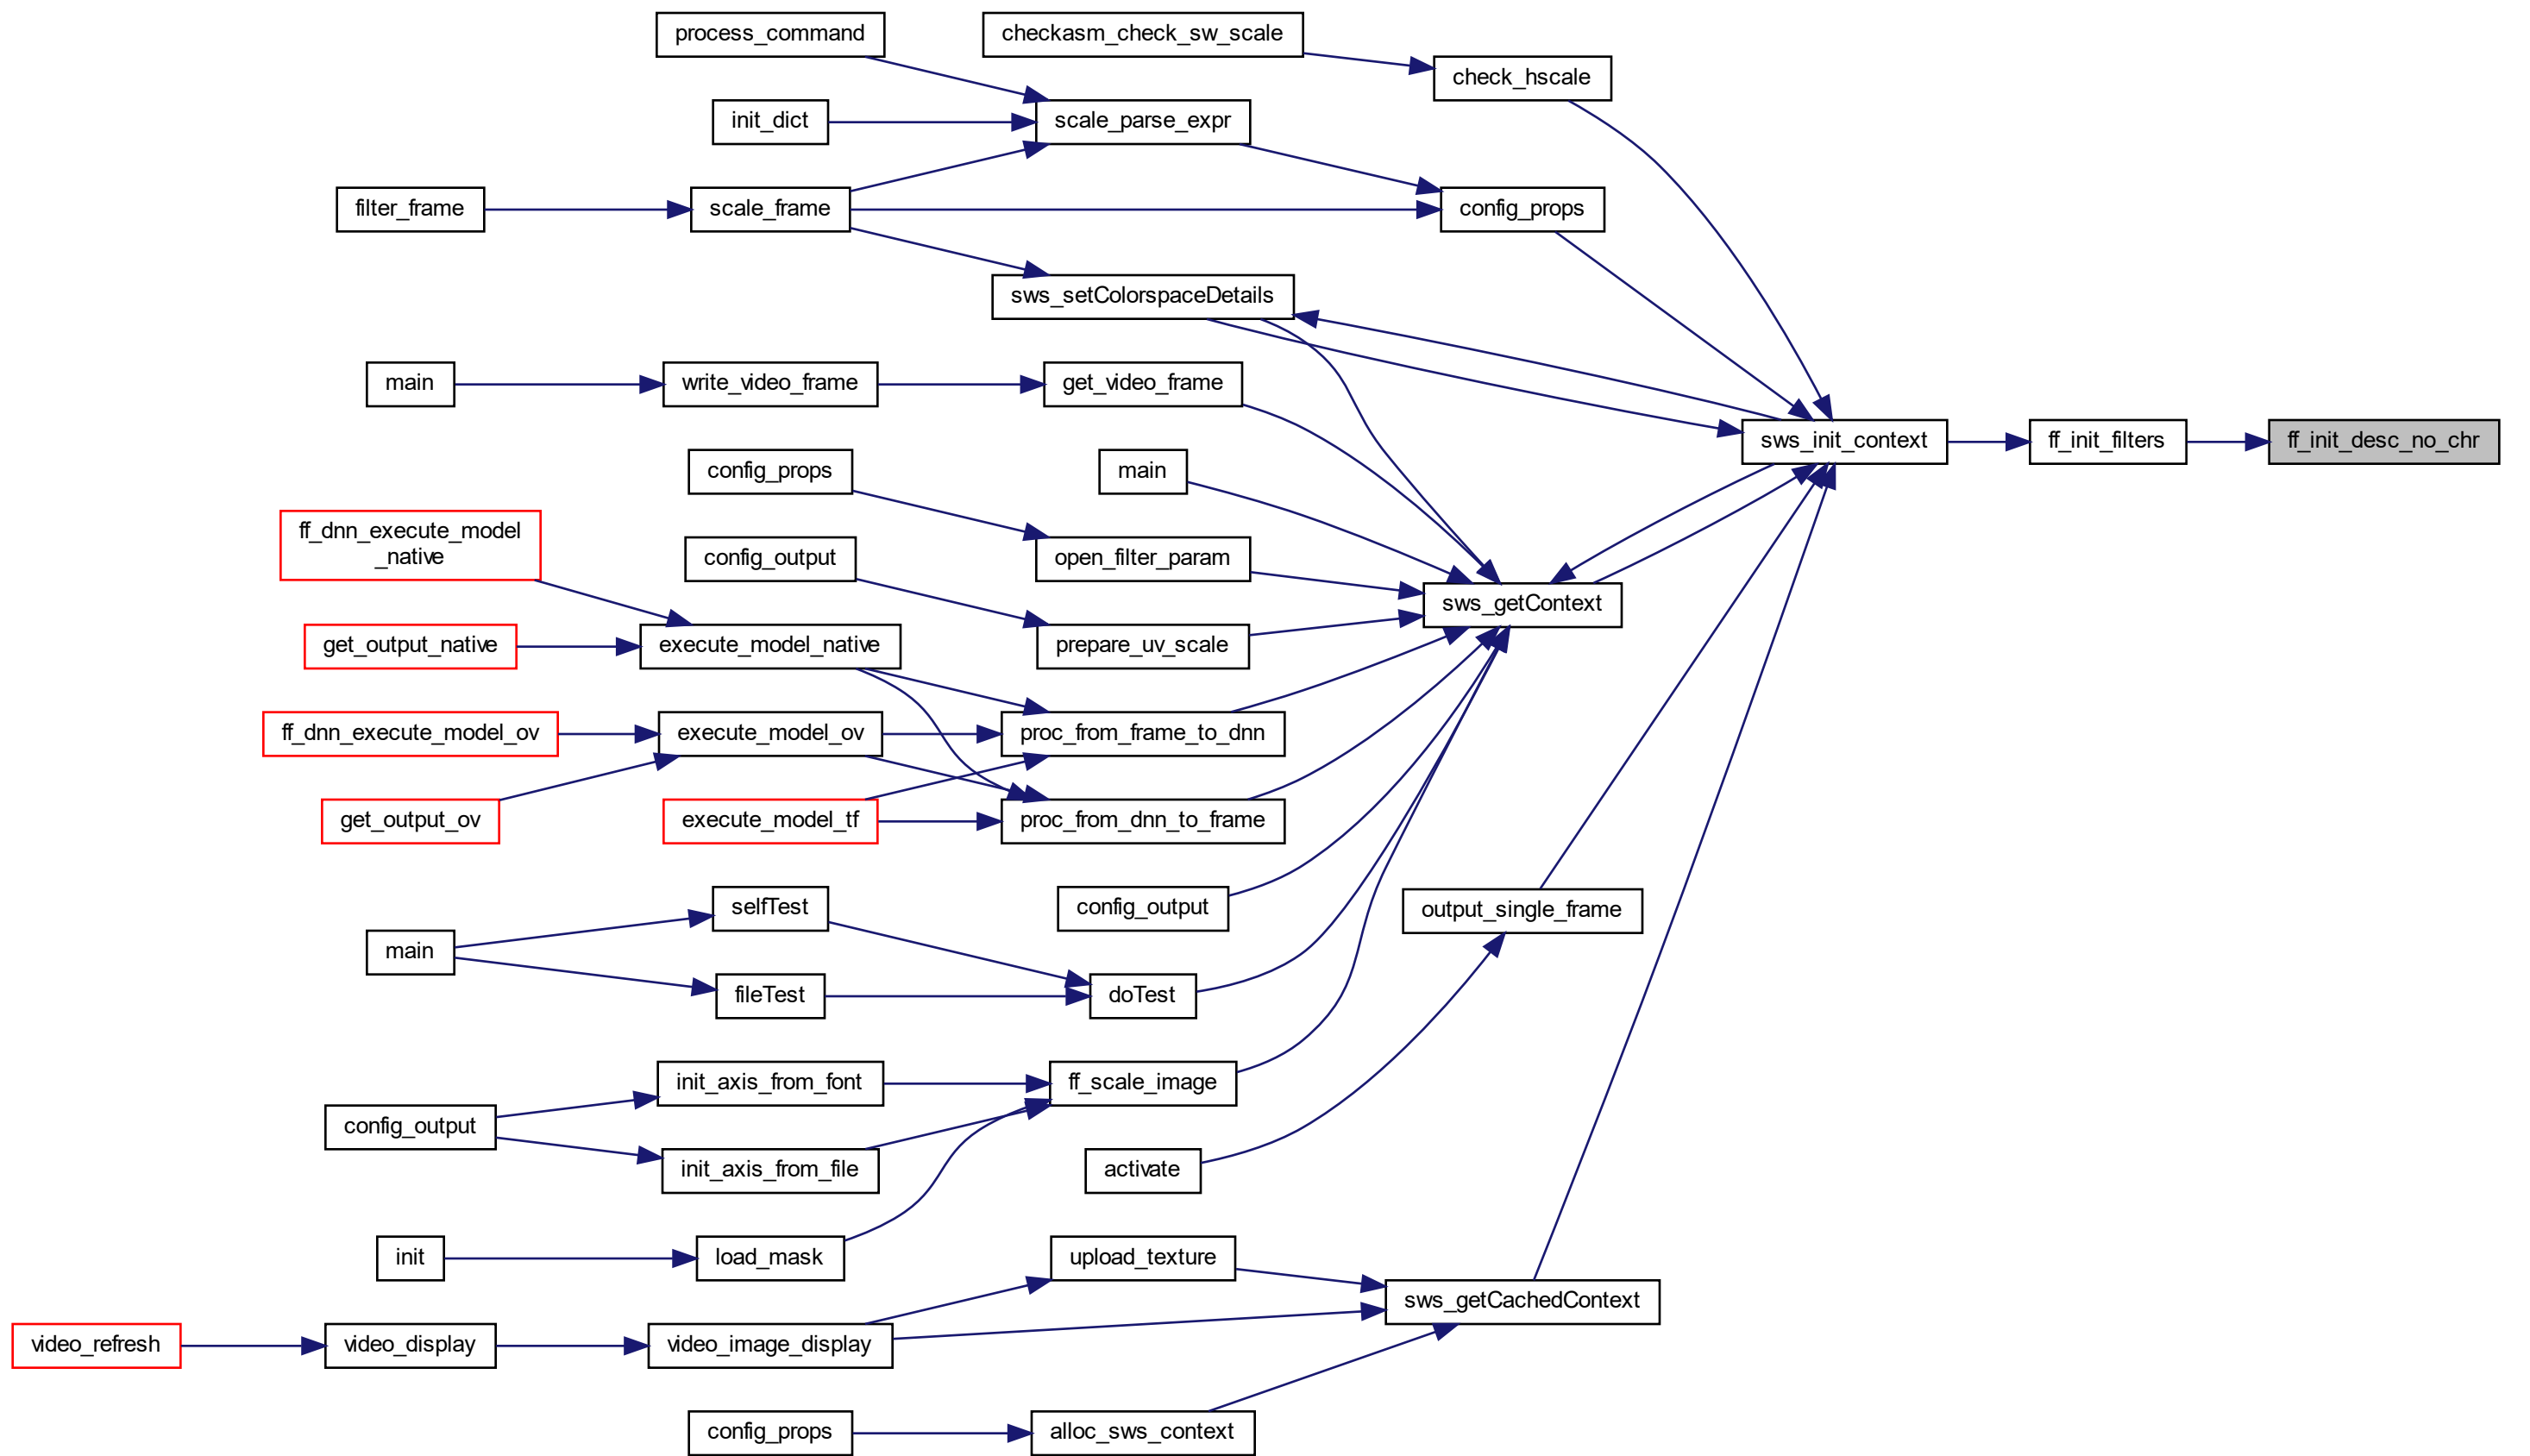 process_command
checkasm_check_sw_scale
check_hscale
init_dict
scale_parse_expr
filter_frame
scale_frame
config_props
sws_setColorspaceDetails
main
write_video_frame
get_video_frame
sws_init_context
ff_init_filters
ff_init_desc_no_chr
config_props
main
ff_dnn_execute_model
_native
config_output
open_filter_param
sws_getContext
get_output_native
execute_model_native
prepare_uv_scale
ff_dnn_execute_model_ov
execute_model_ov
proc_from_frame_to_dnn
get_output_ov
execute_model_tf
proc_from_dnn_to_frame
selfTest
config_output
output_single_frame
main
fileTest
doTest
init_axis_from_font
ff_scale_image
config_output
init_axis_from_file
activate
init
load_mask
upload_texture
sws_getCachedContext
video_refresh
video_display
video_image_display
config_props
alloc_sws_context